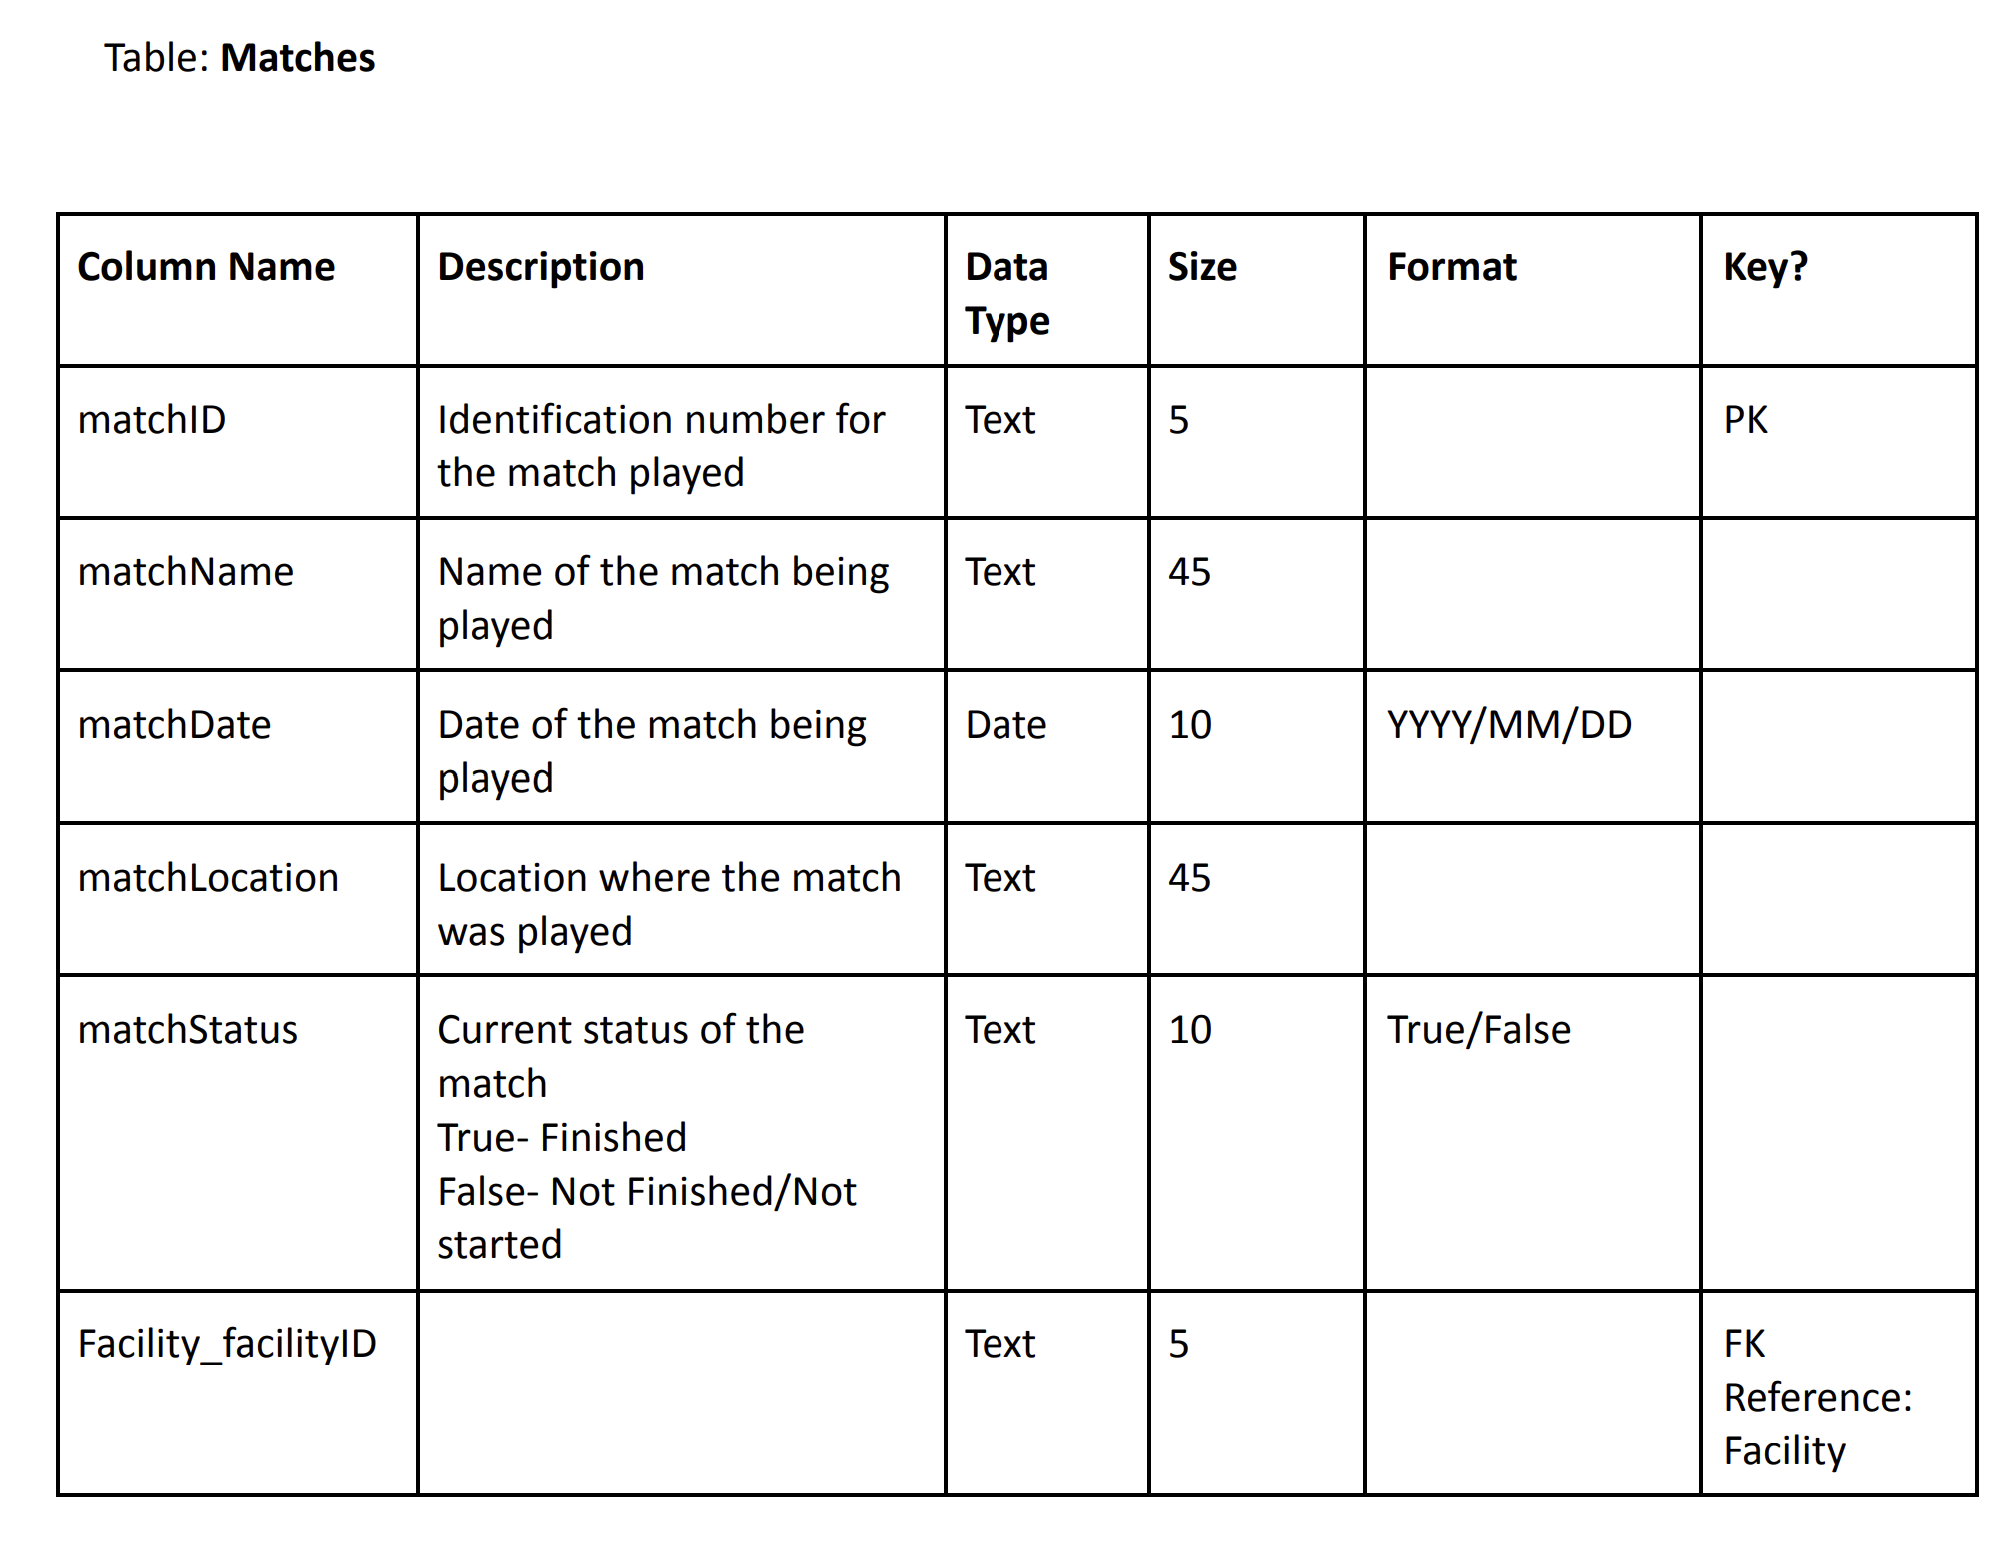 Table: Matches
Column Name Description Data Type Size Format Key?
matchID Identification number for the match played Text 5 PK
matchName Name of the match being played Text 45
matchDate Date of the match being played Date 10 YYYY/MM/DD
matchLocation Location where the match was played Text 45
matchStatus Current status of the match True- Finished False- Not Finished/Not started Text 10 True/False
Facility_facilityID Text 5 FK Reference: Facility